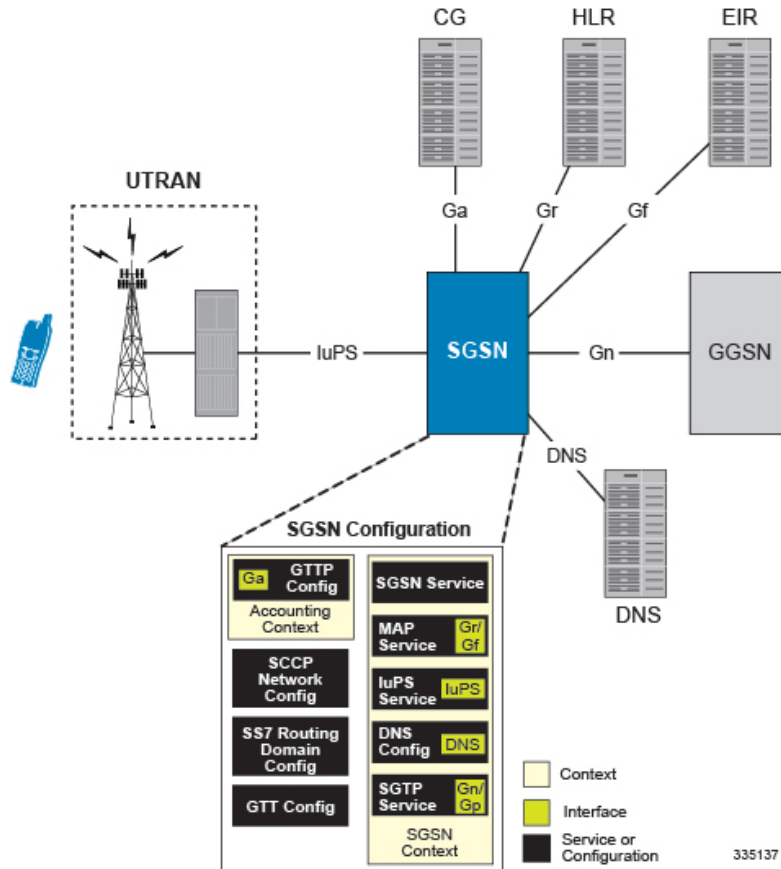 CG
HLR
EIR
UTRAN
Ga
Gr
Gf
IuPS
SGSN
Gn
GGSN
DNS
DNS
SGSN Configuration
Ga
GTTP
Config
Accounting
Context
SCCP
Network
Config
SS7 Routing
Domain
Config
GTT Config
SGSN Service
MAP
Service
Gr/
Gf
IuPS
Service
IuPS
DNS
Config
DNS
SGTP
Service
Gn/
Gp
SGSN
Context
Context
Interface
Service or
Configuration
335137